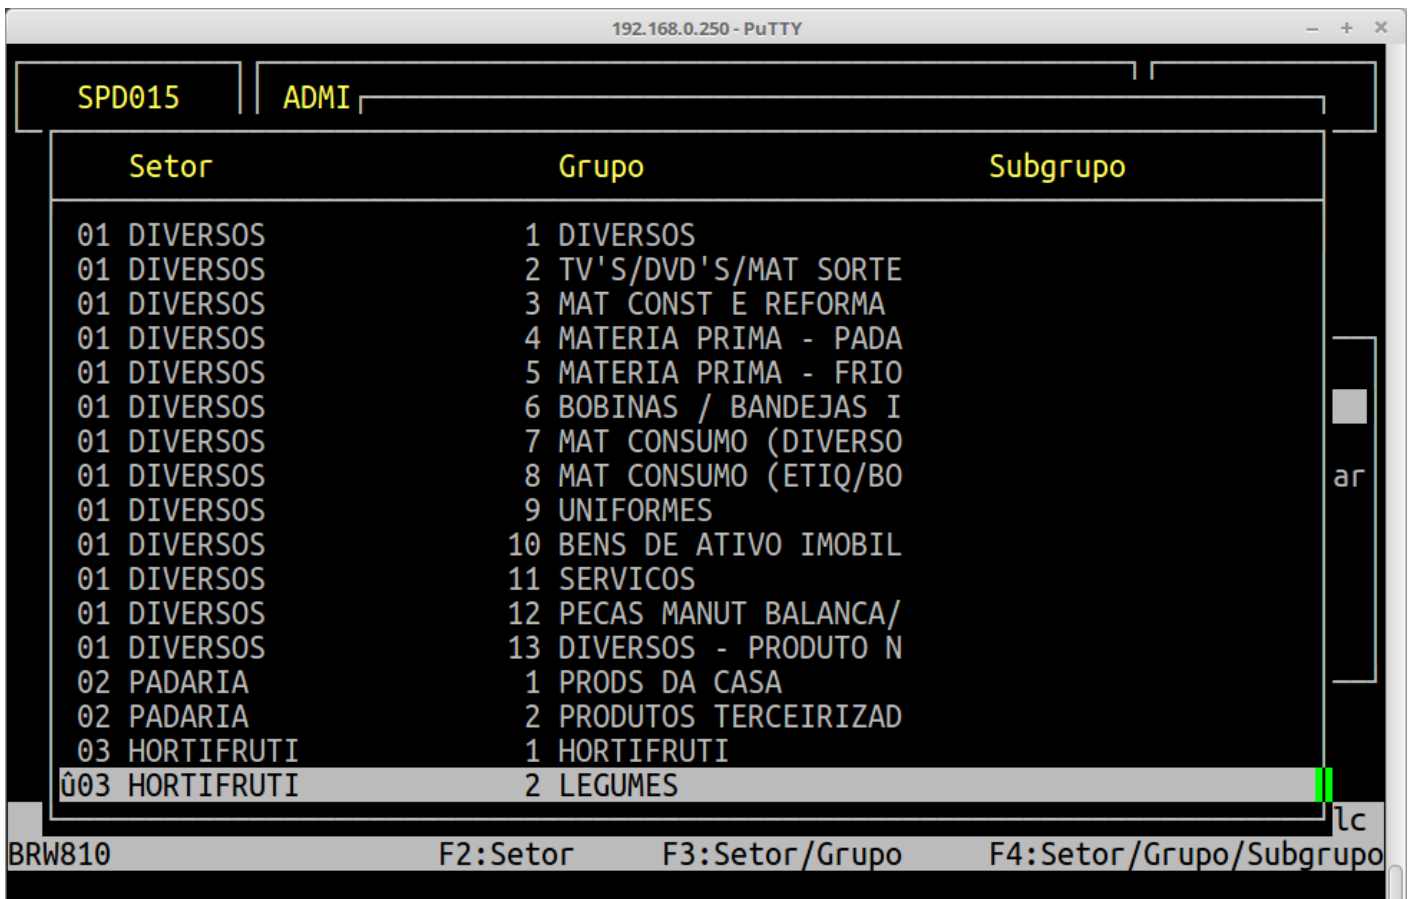 192.168.0.250 - PuTTY
SPD015 ADMI
Setor Grupo Subgrupo
01 DIVERSOS 1 DIVERSOS
01 DIVERSOS 2 TV'S/DVD'S/MAT SORTE
01 DIVERSOS 3 MAT CONST E REFORMA
01 DIVERSOS 4 MATERIA PRIMA - PADA
01 DIVERSOS 5 MATERIA PRIMA - FRIO
01 DIVERSOS 6 BOBINAS / BANDEJAS I
01 DIVERSOS 7 MAT CONSUMO (DIVERSO
01 DIVERSOS 8 MAT CONSUMO (ETIQ/BO ar
01 DIVERSOS 9 UNIFORMES
01 DIVERSOS 10 BENS DE ATIVO IMOBIL
01 DIVERSOS 11 SERVICOS
01 DIVERSOS 12 PECAS MANUT BALANCA/
01 DIVERSOS 13 DIVERSOS - PRODUTO N
02 PADARIA 1 PRODS DA CASA
02 PADARIA 2 PRODUTOS TERCEIRIZAD
03 HORTIFRUTI 1 HORTIFRUTI
û03 HORTIFRUTI 2 LEGUMES
lc
BRW810 F2:Setor F3:Setor/Grupo F4:Setor/Grupo/Subgrupo